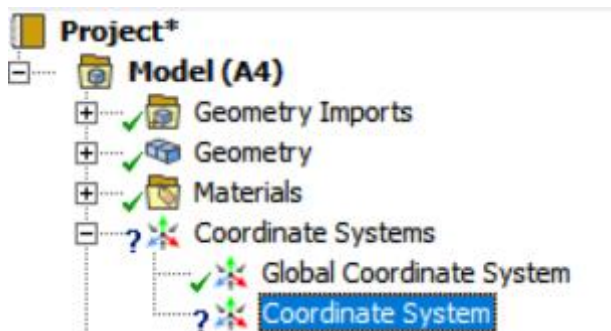 Project*
Model (A4)
Geometry Imports
Geometry
Materials
? Coordinate Systems
Global Coordinate System
? Coordinate System